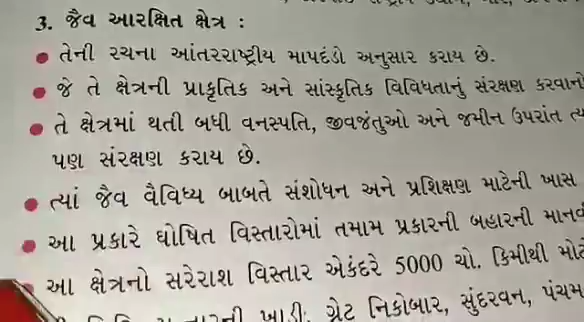 3. જૈવ આરક્ષિત ક્ષેત્ર :
• તેની રચના આંતરરાષ્ટ્રીય માપદંડો અનુસાર કરાય છે.
• જે તે ક્ષેત્રની પ્રાકૃતિક અને સાંસ્કૃતિક વિવિધતાનું સંરક્ષણ કરવાનો
• તે ક્ષેત્રમાં થતી બધી વનસ્પતિ, જીવજંતુઓ અને જમીન ઉપરાંત ત્ય
પણ સંરક્ષણ કરાય છે.
• ત્યાં જૈવ વૈવિધ્ય બાબતે સંશોધન અને પ્રશિક્ષણ માટેની ખાસ
• આ પ્રકારે ઘોષિત વિસ્તારોમાં તમામ પ્રકારની બહારની માનવી
આ ક્ષેત્રનો સરેરાશ વિસ્તાર એકંદરે 5000 ચો. કિમીથી મોટ
ખાડી, ગ્રેટ નિકોબાર, સુંદરવન, પંચમ